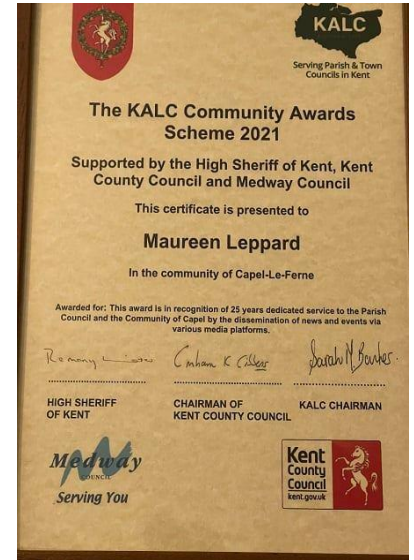 KALC
Serving Parish & Town
Councils in Kent
The KALC Community Awards
Scheme 2021
Supported by the High Sheriff of Kent, Kent
County Council and Medway Council
This certificate is presented to
Maureen Leppard
In the community of Capel-Le-Ferne
Awarded for: This award is in recognition of 25 years dedicated service to the Parish
Council and the Community of Capel by the dissemination of news and events via
various media platforms.
HIGH SHERIFF
OF KENT
CHAIRMAN OF
KENT COUNTY COUNCIL
KALC CHAIRMAN
Medway
COUNCIL
Serving You
Kent
County
Council
kent.gov.uk